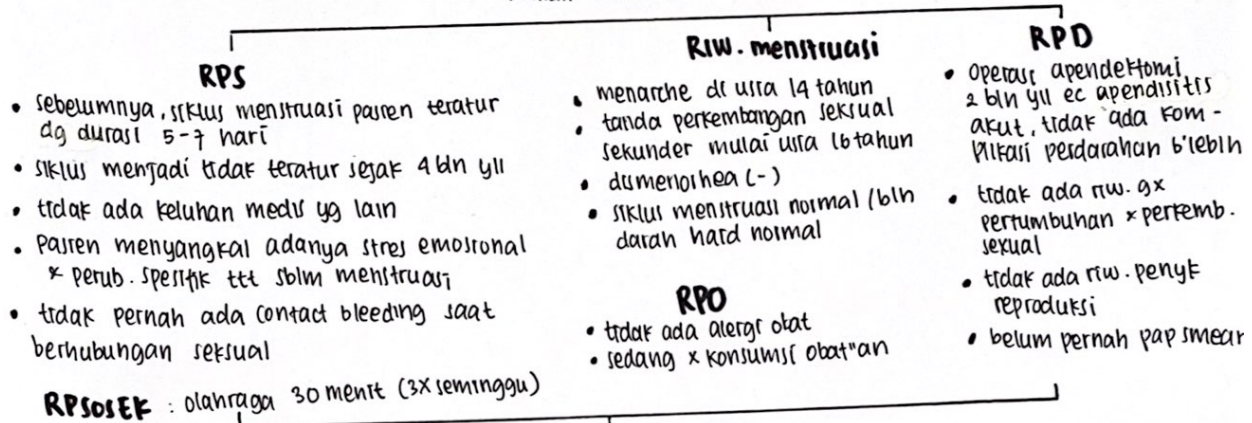 RPS
• sebelumnya, siklus menstruasi pasien teratur
dg durasi 5-7 hari
• siklus menjadi tidak teratur sejak 4 bln yll
• tidak ada keluhan medis yg lain
• Pasien menyangkal adanya stres emosional
& perub. spesifik ttt sblm menstruasi
• tidak pernah ada contact bleeding saat
berhubungan seksual
RPSosEk : olahraga 30 menit (3x seminggu)
Riw. menstruasi
• menarche di usia 14 tahun
• tanda perkembangan seksual
sekunder mulai usia 16 tahun
• dismenorhea (-)
• siklus menstruasi normal /bln
darah haid normal
RPO
• tidak ada alergi obat
• sedang x konsumsi obat"an
RPD
• operasi apendektomi
2 bln yll ec apendisitis
akut, tidak ada kom-
plikasi perdarahan b'lebih
• tidak ada riw. gx
pertumbuhan & perkemb.
sexual
• tidak ada riw. penyk
reproduksi
• belum pernah pap smear